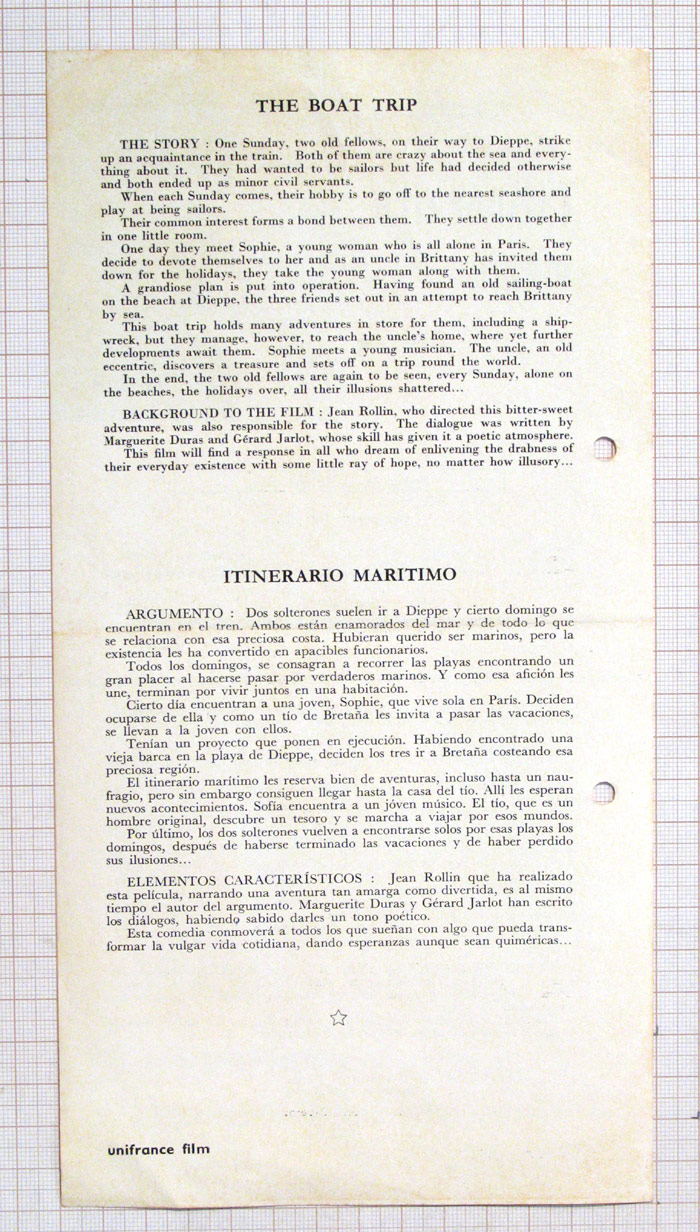 THE BOAT TRIP
THE STORY : One Sunday, two old fellows, on their way to Dieppe, strike
up an acquaintance in the train. Both of them are crazy about the sea and every-
thing about it. They had wanted to be sailors but life had decided otherwise
and both ended up as minor civil servants.
When each Sunday comes, their hobby is to go off to the nearest seashore and
play at being sailors.
Their common interest forms a bond between them. They settle down together
in one little room.
One day they meet Sophie, a young woman who is all alone in Paris. They
decide to devote themselves to her and as an uncle in Brittany has invited them
down for the holidays, they take the young woman along with them.
A grandiose plan is put into operation. Having found an old sailing-boat
on the beach at Dieppe, the three friends set out in an attempt to reach Brittany
by sea.
This boat trip holds many adventures in store for them, including a ship-
wreck, but they manage, however, to reach the uncle's home, where yet further
developments await them. Sophie meets a young musician. The uncle, an old
eccentric, discovers a treasure and sets off on a trip round the world.
In the end, the two old fellows are again to be seen, every Sunday, alone on
the beaches, the holidays over, all their illusions shattered...
BACKGROUND TO THE FILM : Jean Rollin, who directed this bitter-sweet
adventure, was also responsible for the story. The dialogue was written by
Marguerite Duras and Gérard Jarlot, whose skill has given it a poetic atmosphere.
This film will find a response in all who dream of enlivening the drabness of
their everyday existence with some little ray of hope, no matter how illusory...
ITINERARIO MARITIMO
ARGUMENTO : Dos solterones suelen ir a Dieppe y cierto domingo se
encuentran en el tren. Ambos están enamorados del mar y de todo lo que
se relaciona con esa preciosa costa. Hubieran querido ser marinos, pero la
existencia les ha convertido en apacibles funcionarios.
Todos los domingos, se consagran a recorrer las playas encontrando un
gran placer al hacerse pasar por verdaderos marinos. Y como esa afición les
une, terminan por vivir juntos en una habitación.
Cierto día encuentran a una joven, Sophie, que vive sola en París. Deciden
ocuparse de ella y como un tío de Bretaña les invita a pasar las vacaciones,
se llevan a la joven con ellos.
Tenían un proyecto que ponen en ejecución. Habiendo encontrado una
vieja barca en la playa de Dieppe, deciden los tres ir a Bretaña costeando esa
preciosa región.
El itinerario marítimo les reserva bien de aventuras, incluso hasta un nau-
fragio, pero sin embargo consiguen llegar hasta la casa del tío. Allí les esperan
nuevos acontecimientos. Sofía encuentra a un jóven músico. El tío, que es un
hombre original, descubre un tesoro y se marcha a viajar por esos mundos.
Por último, los dos solterones vuelven a encontrarse solos por esas playas los
domingos, después de haberse terminado las vacaciones y de haber perdido
sus ilusiones...
ELEMENTOS CARACTERÍSTICOS : Jean Rollin que ha realizado
esta película, narrando una aventura tan amarga como divertida, es al mismo
tiempo el autor del argumento. Marguerite Duras y Gérard Jarlot han escrito
los diálogos, habiendo sabido darles un tono poético.
Esta comedia conmoverá a todos los que sueñan con algo que pueda trans-
formar la vulgar vida cotidiana, dando esperanzas aunque sean quiméricas...
unifrance film